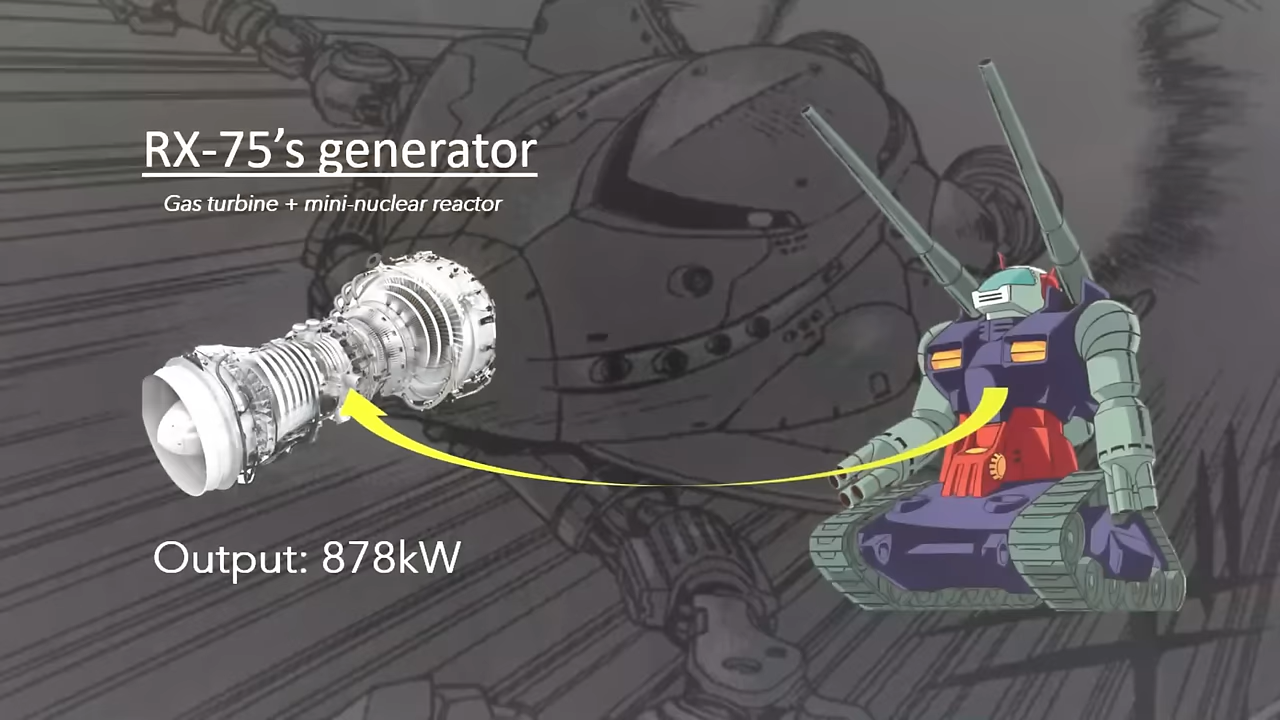 RX-75’s generator
Gas turbine + mini-nuclear reactor
Output: 878kW